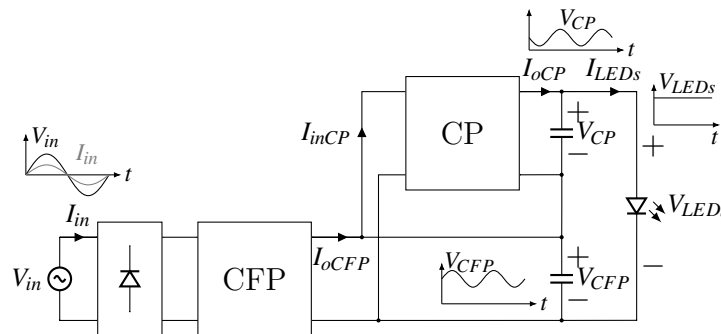 V_CP
t
I_oCP
I_LEDs
V_LEDs
t
V_in
I_in
t
I_inCP
CP
+
V_CP
−
+
V_LEDs
−
I_in
V_in
CFP
I_oCFP
V_CFP
t
+
V_CFP
−